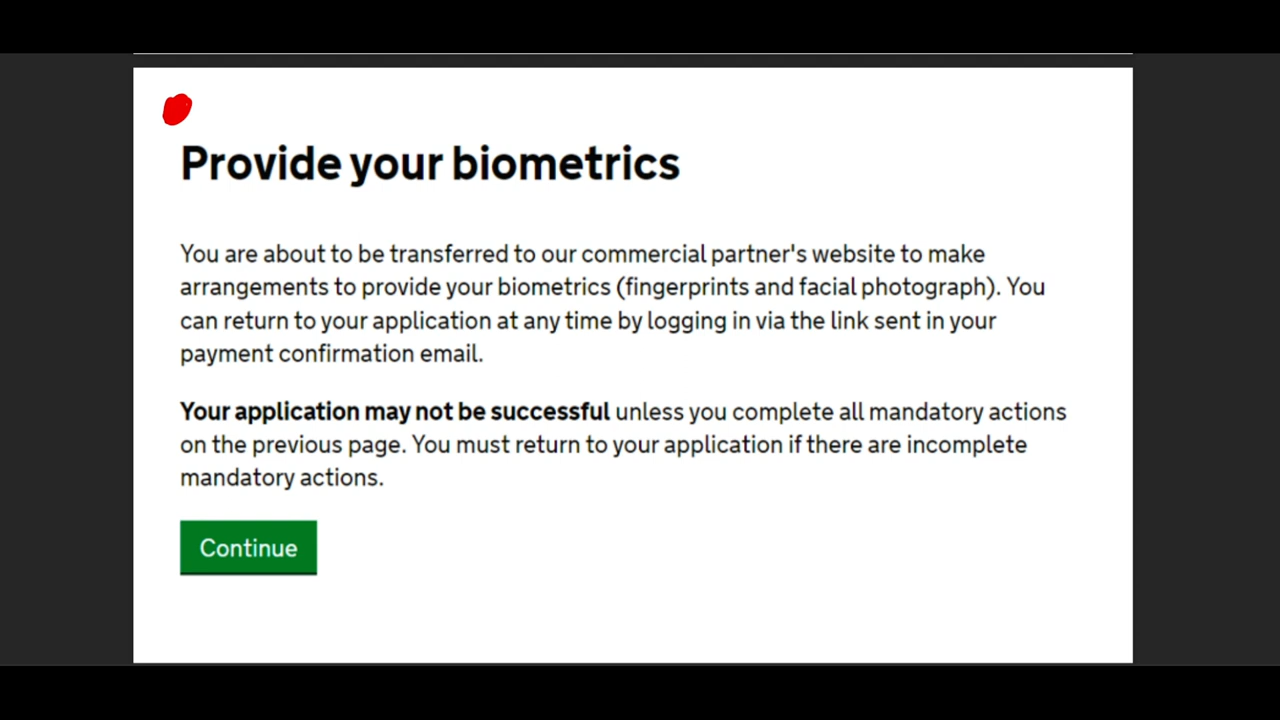 Provide your biometrics
You are about to be transferred to our commercial partner's website to make
arrangements to provide your biometrics (fingerprints and facial photograph). You
can return to your application at any time by logging in via the link sent in your
payment confirmation email.
Your application may not be successful unless you complete all mandatory actions
on the previous page. You must return to your application if there are incomplete
mandatory actions.
Continue